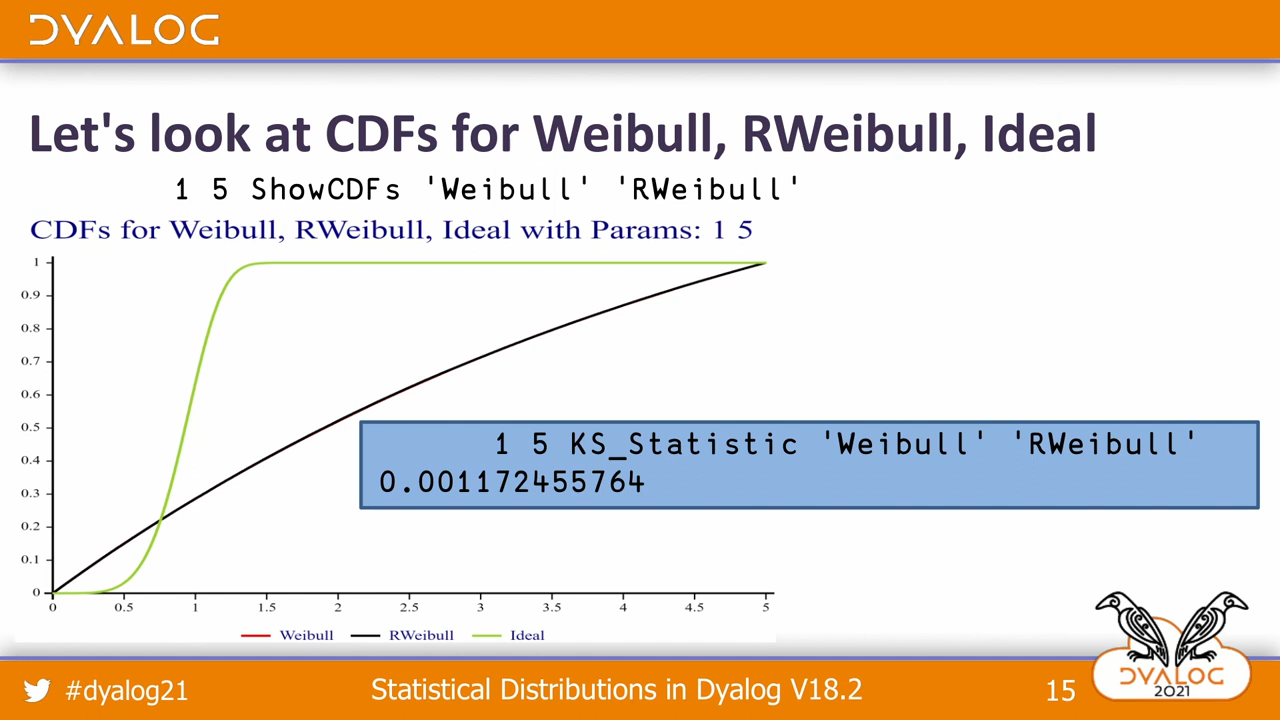 DYALOG
Let's look at CDFs for Weibull, RWeibull, Ideal
1 5 ShowCDFs 'Weibull' 'RWeibull'
CDFs for Weibull, RWeibull, Ideal with Params: 1 5
1
0.9
0.8
0.7
0.6
0.5
0.4
0.3
0.2
0.1
0
0 0.5 1 1.5 2 2.5 3 3.5 4 4.5 5
Weibull RWeibull Ideal
1 5 KS_Statistic 'Weibull' 'RWeibull'
0.001172455764
#dyalog21
Statistical Distributions in Dyalog V18.2
15
DYALOG
2021